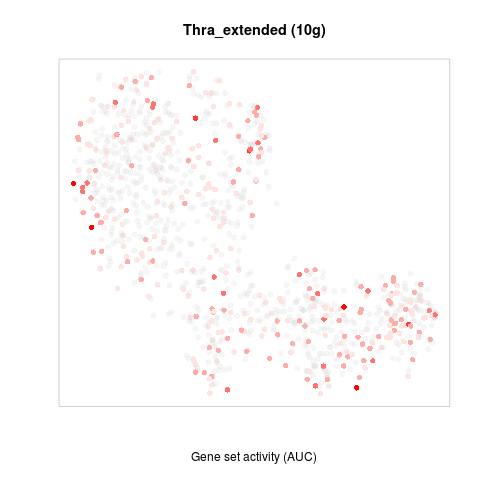 Thra_extended (10g)
Gene set activity (AUC)